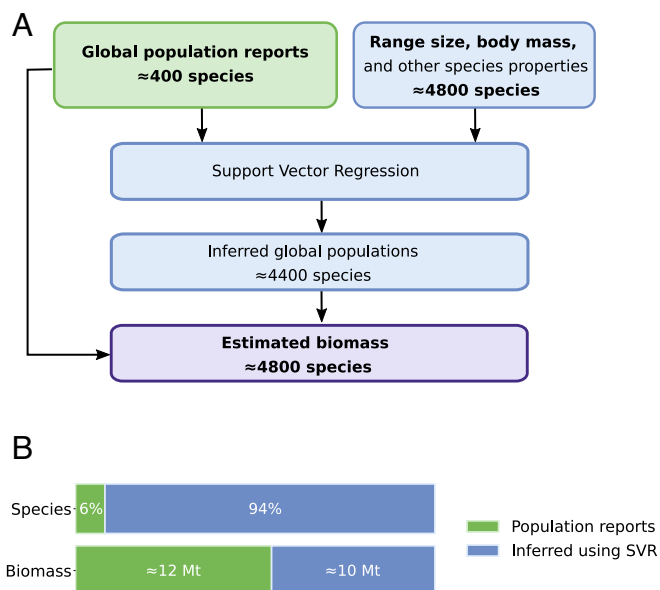 A
Global population reports
≈400 species
Range size, body mass,
and other species properties
≈4800 species
Support Vector Regression
Inferred global populations
≈4400 species
Estimated biomass
≈4800 species
B
Species
6%
94%
Population reports
Inferred using SVR
Biomass
≈12 Mt
≈10 Mt